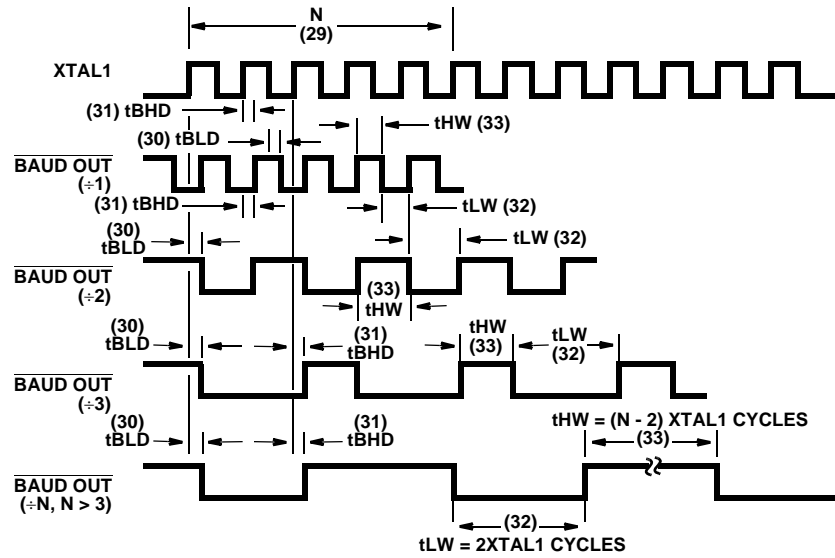 N
(29)
XTAL1
(31) tBHD
tHW (33)
(30) tBLD
BAUD OUT
(÷1)
(31) tBHD
tLW (32)
(30)
tBLD
tLW (32)
BAUD OUT
(÷2)
(33)
tHW
(30)
tBLD
(31)
tBHD
tHW
(33)
tLW
(32)
BAUD OUT
(÷3)
(30)
tBLD
(31)
tBHD
tHW = (N - 2) XTAL1 CYCLES
(33)
BAUD OUT
(÷N, N > 3)
(32)
tLW = 2XTAL1 CYCLES